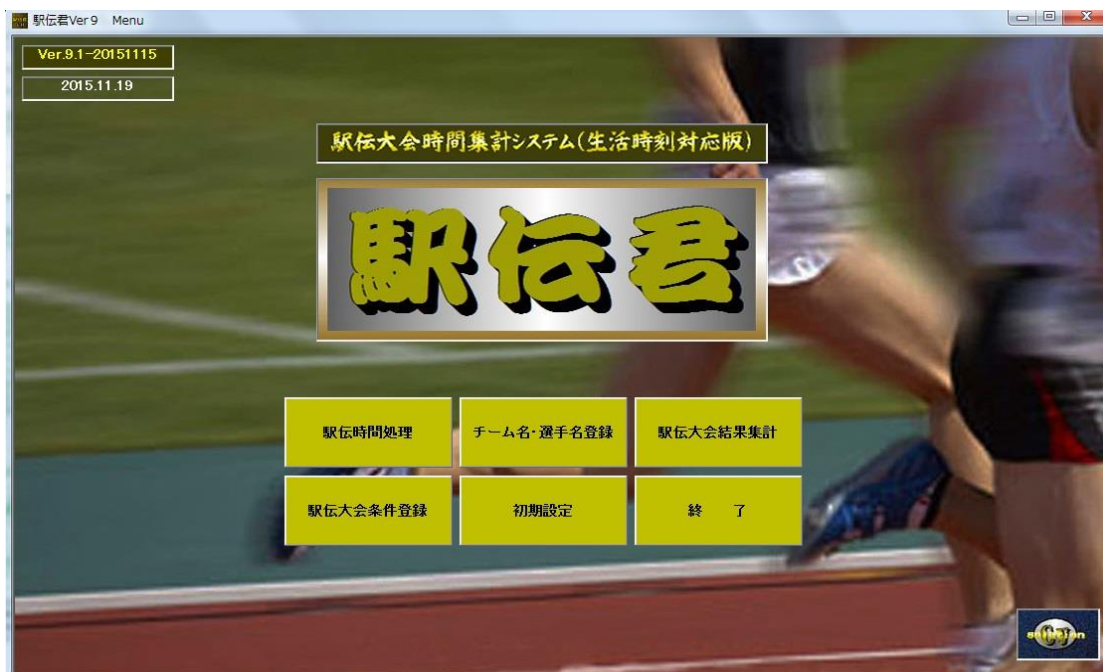 駅伝君Ver9 Menu
Ver.9.1-20151115
2015.11.19
駅伝大会時間集計システム(生活時刻対応版)
駅伝君
駅伝時間処理
チーム名・選手名登録
駅伝大会結果集計
駅伝大会条件登録
初期設定
終 了